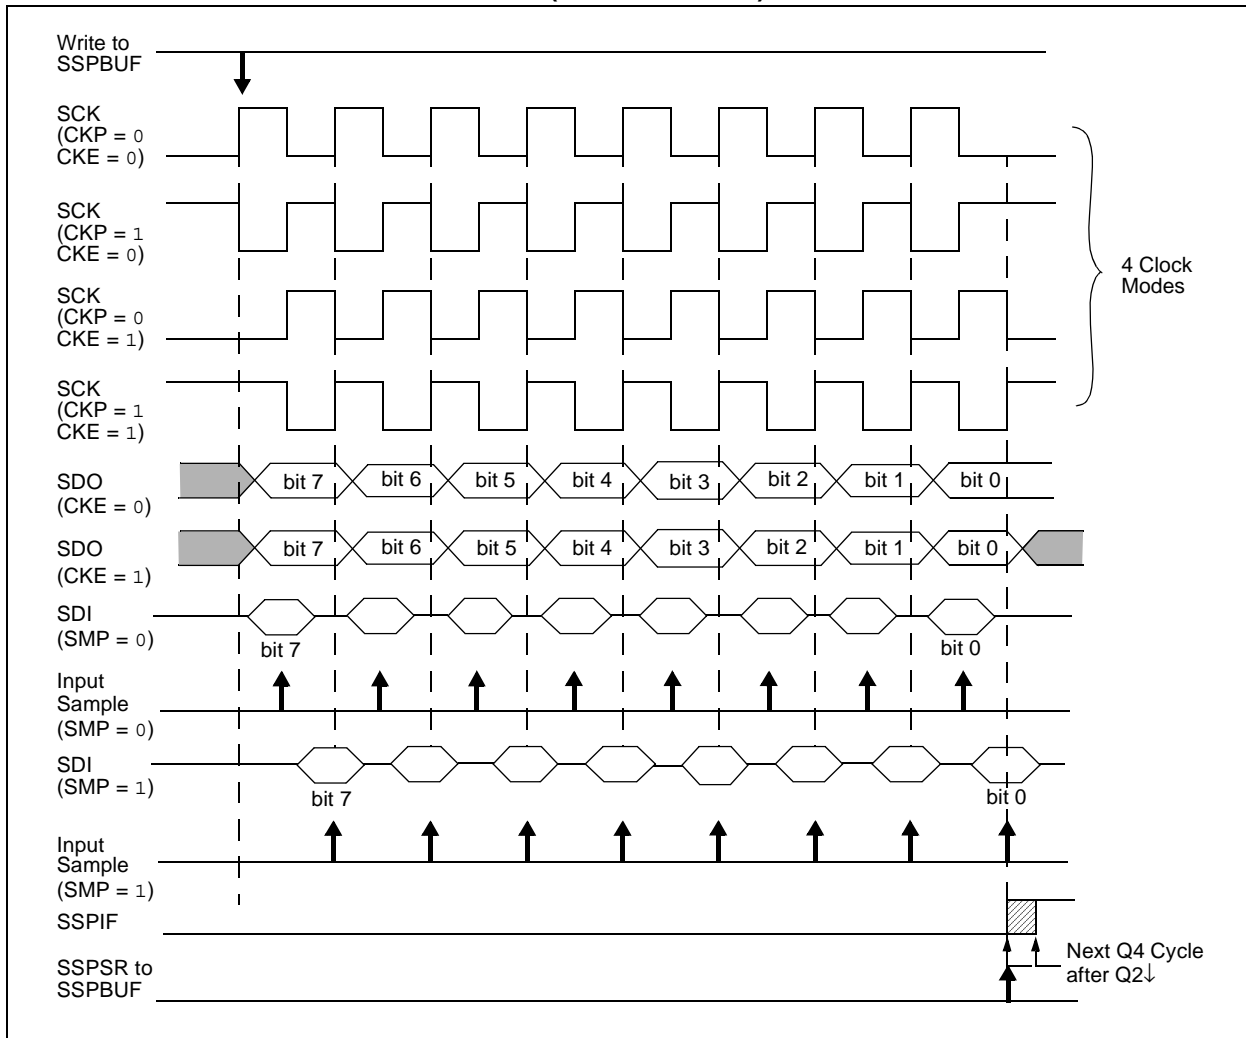 Write to
SSPBUF
SCK
(CKP = 0
CKE = 0)
SCK
(CKP = 1
CKE = 0)
4 Clock
Modes
SCK
(CKP = 0
CKE = 1)
SCK
(CKP = 1
CKE = 1)
SDO
(CKE = 0)
bit 7 bit 6 bit 5 bit 4 bit 3 bit 2 bit 1 bit 0
SDO
(CKE = 1)
bit 7 bit 6 bit 5 bit 4 bit 3 bit 2 bit 1 bit 0
SDI
(SMP = 0)
bit 7 bit 0
Input
Sample
(SMP = 0)
SDI
(SMP = 1)
bit 7 bit 0
Input
Sample
(SMP = 1)
SSPIF
Next Q4 Cycle
after Q2↓
SSPSR to
SSPBUF